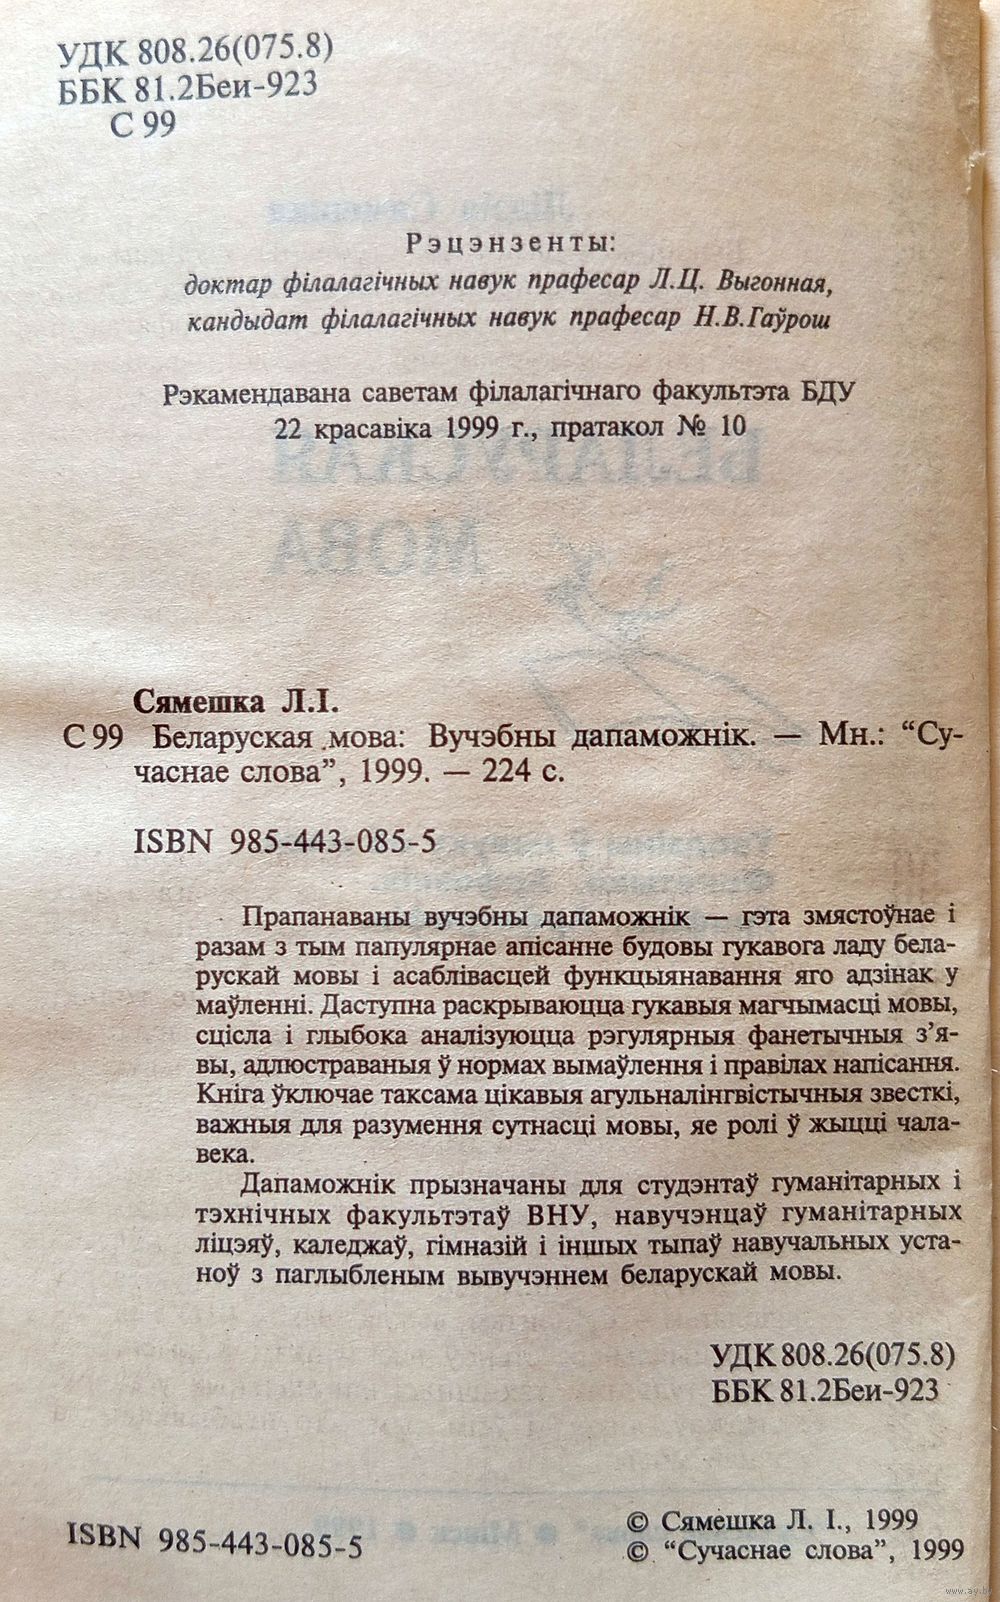 УДК 808.26(075.8)
ББК 81.2Беи-923
С 99
Рэцэнзенты:
доктар філалагічных навук прафесар Л.Ц. Выгонная,
кандыдат філалагічных навук прафесар Н.В.Гаўрош
Рэкамендавана саветам філалагічнаго факультэта БДУ
22 красавіка 1999 г., пратакол № 10
Сямешка Л.І.
С 99 Беларуская мова: Вучэбны дапаможнік. — Мн.: “Су-
часнае слова”, 1999. — 224 с.
ISBN 985-443-085-5
Прапанаваны вучэбны дапаможнік — гэта змястоўнае і
разам з тым папулярнае апісанне будовы гукавога ладу бела-
рускай мовы і асаблівасцей функцыянавання яго адзінак у
маўленні. Даступна раскрываюцца гукавыя магчымасці мовы,
сцісла і глыбока аналізуюцца рэгулярныя фанетычныя з’я-
вы, адлюстраваныя ў нормах вымаўлення і правілах напісання.
Кніга ўключае таксама цікавыя агульналінгвістычныя звесткі,
важныя для разумення сутнасці мовы, яе ролі ў жыцці чала-
века.
Дапаможнік прызначаны для студэнтаў гуманітарных і
тэхнічных факультэтаў ВНУ, навучэнцаў гуманітарных
ліцэяў, каледжаў, гімназій і іншых тыпаў навучальных уста-
ноў з паглыбленым вывучэннем беларускай мовы.
УДК 808.26(075.8)
ББК 81.2Беи-923
ISBN 985-443-085-5
© Сямешка Л. І., 1999
© “Сучаснае слова”, 1999